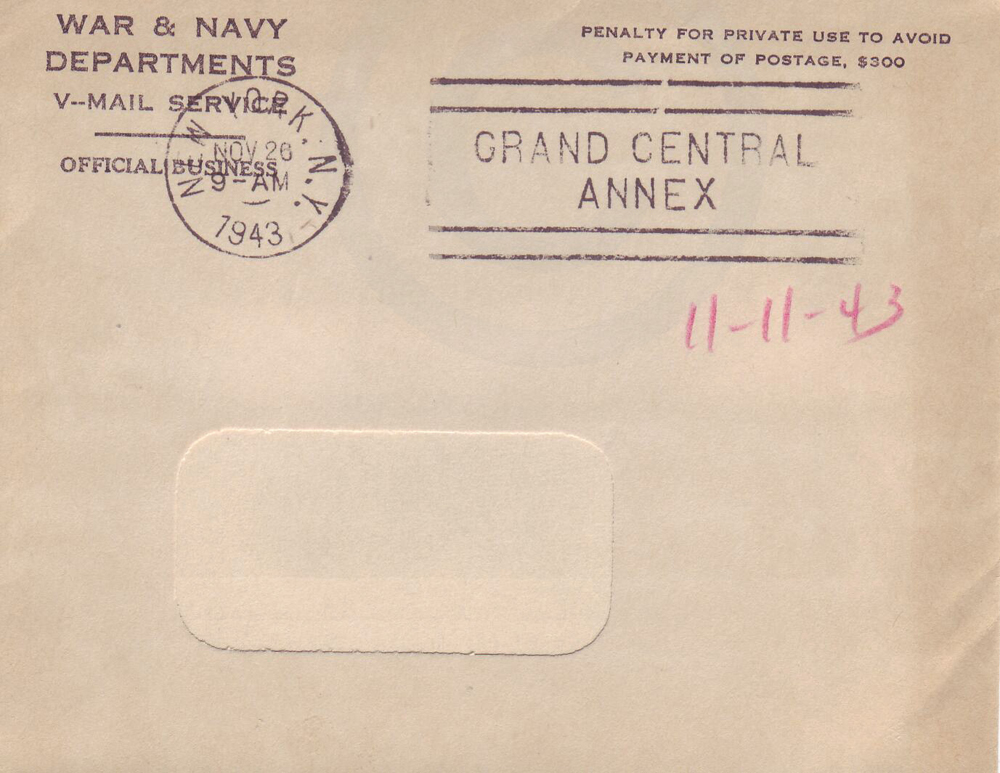 WAR & NAVY
DEPARTMENTS
V--MAIL SERVICE
OFFICIAL BUSINESS
PENALTY FOR PRIVATE USE TO AVOID
PAYMENT OF POSTAGE, $300
NEW YORK, N.Y.
NOV 26
9-AM
1943
GRAND CENTRAL
ANNEX
11-11-43